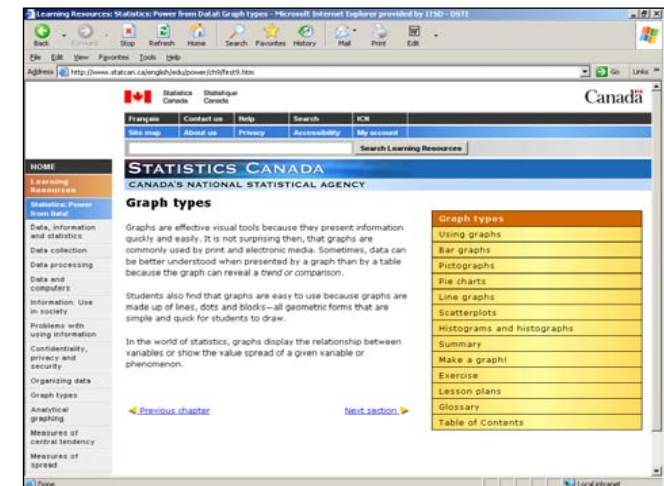 Learning Resources: Statistics: Power from Data!: Graph types - Microsoft Internet Explorer provided by ITSD - DSTI
Back Forward Stop Refresh Home Search Favorites History Mail Print Edit
File Edit View Favorites Tools Help
Address http://www.statcan.ca/english/edu/power/ch9/first9.htm Go Links
Statistics Statistique
Canada Canada
Canada
Français Contact us Help Search ICN
Site map About us Privacy Accessibility My account
Search Learning Resources
HOME
Learning
Resources
Statistics: Power
from Data!
Data, information
and statistics
Data collection
Data processing
Data and
computers
Information: Use
in society
Problems with
using information
Confidentiality,
privacy and
security
Organizing data
Graph types
Analytical
graphing
Measures of
central tendency
Measures of
spread
STATISTICS CANADA
CANADA'S NATIONAL STATISTICAL AGENCY
Graph types
Graphs are effective visual tools because they present information
quickly and easily. It is not surprising then, that graphs are
commonly used by print and electronic media. Sometimes, data can
be better understood when presented by a graph than by a table
because the graph can reveal a trend or comparison.
Students also find that graphs are easy to use because graphs are
made up of lines, dots and blocks—all geometric forms that are
simple and quick for students to draw.
In the world of statistics, graphs display the relationship between
variables or show the value spread of a given variable or
phenomenon.
Previous chapter Next section
Graph types
Using graphs
Bar graphs
Pictographs
Pie charts
Line graphs
Scatterplots
Histograms and histographs
Summary
Make a graph!
Exercise
Lesson plans
Glossary
Table of Contents
Done Local intranet